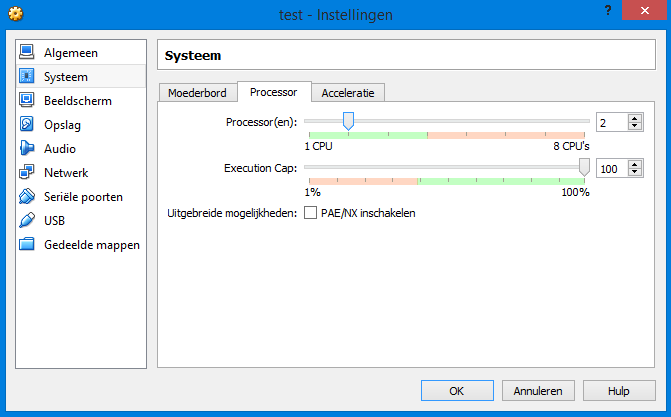 test - Instellingen
?
Algemeen
Systeem
Beeldscherm
Opslag
Audio
Netwerk
Seriële poorten
USB
Gedeelde mappen
Systeem
Moederbord Processor Acceleratie
Processor(en): 2
1 CPU 8 CPU's
Execution Cap: 100
1% 100%
Uitgebreide mogelijkheden: PAE/NX inschakelen
OK Annuleren Hulp